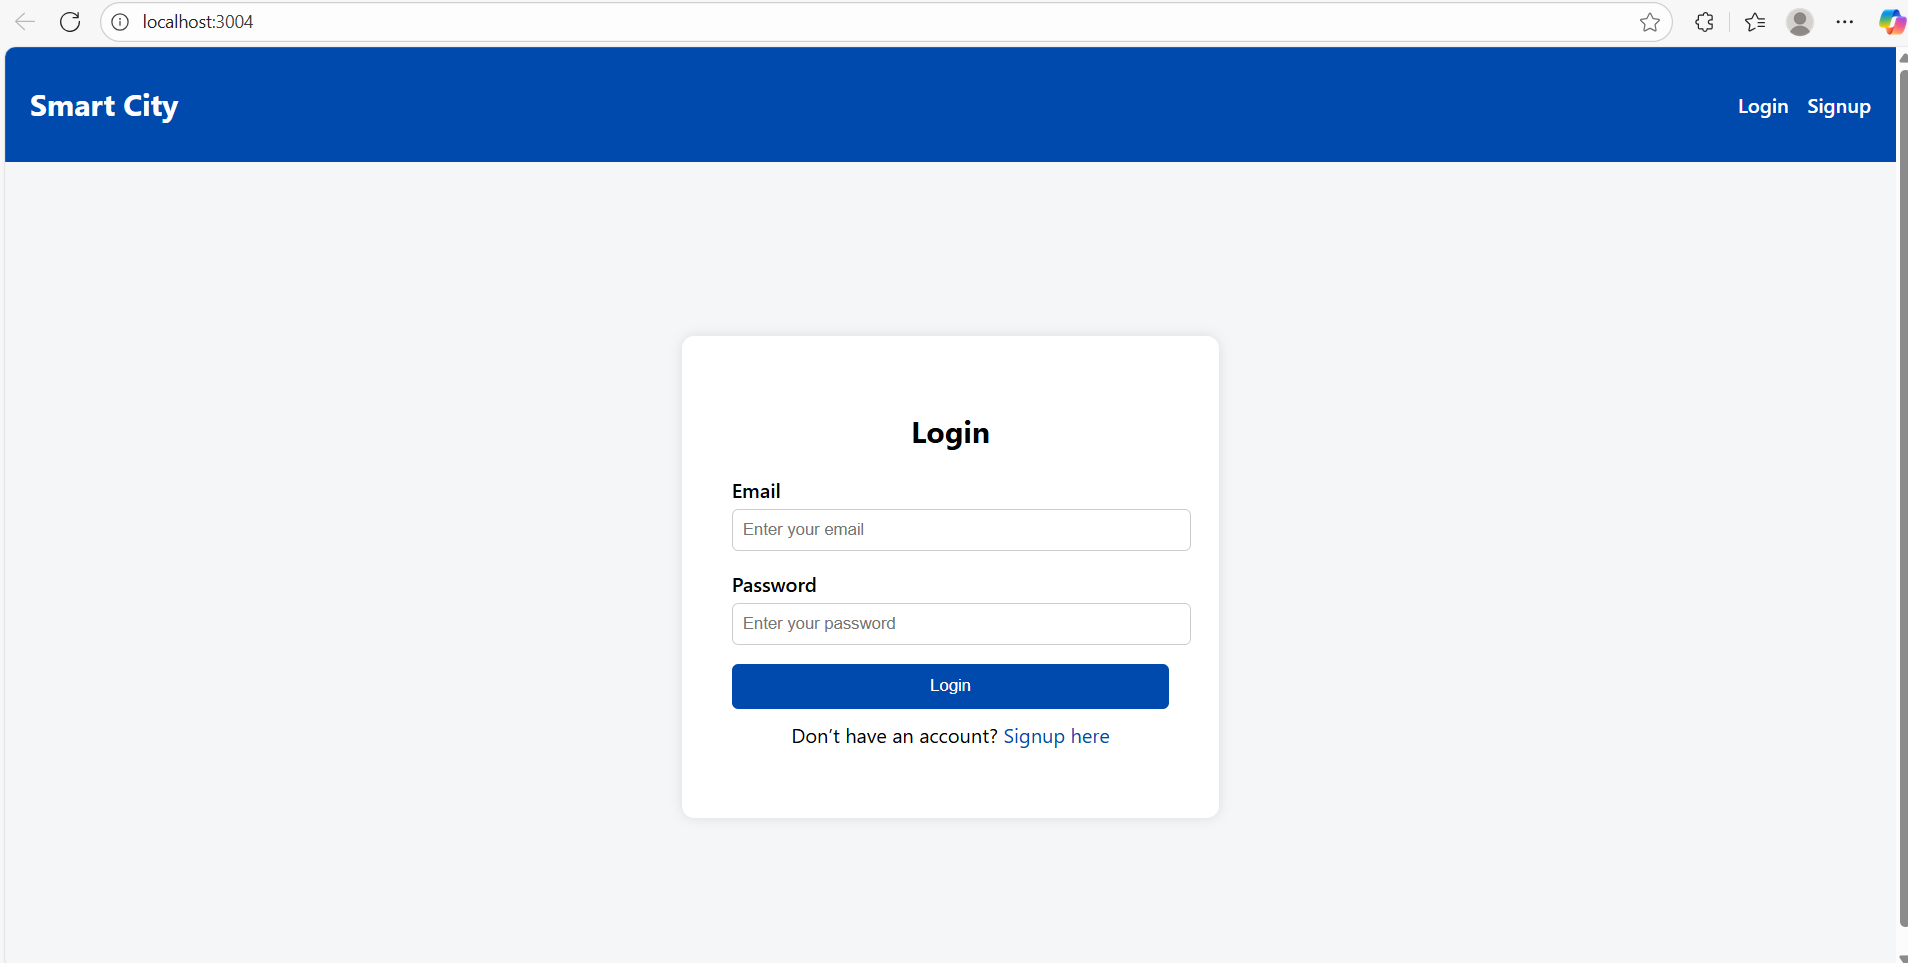 localhost:3004
Smart City
Login Signup
Login
Email
Enter your email
Password
Enter your password
Login
Don’t have an account? Signup here